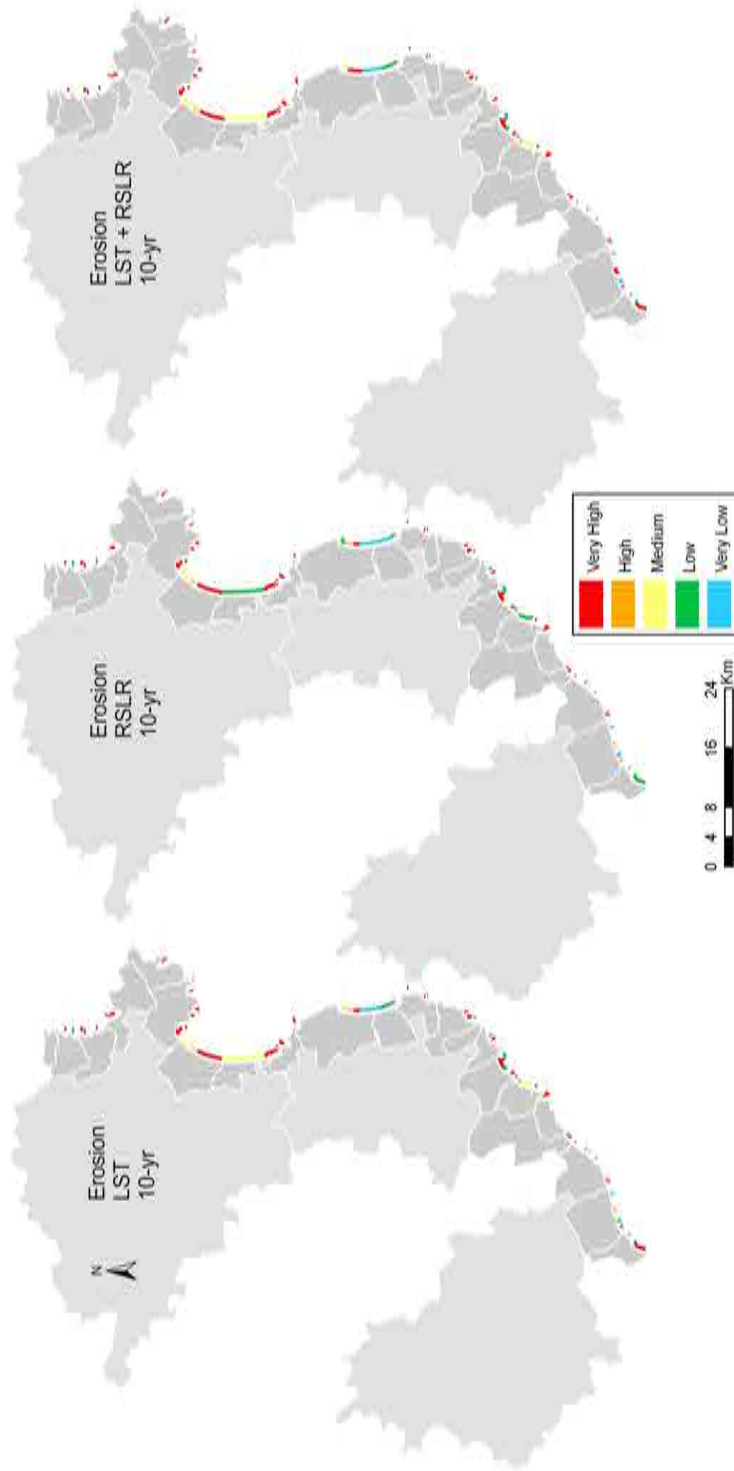 Erosion
LST
10-yr
N
Erosion
RSLR
10-yr
Erosion
LST + RSLR
10-yr
0 4 8 16 24
Km
Very High
High
Medium
Low
Very Low